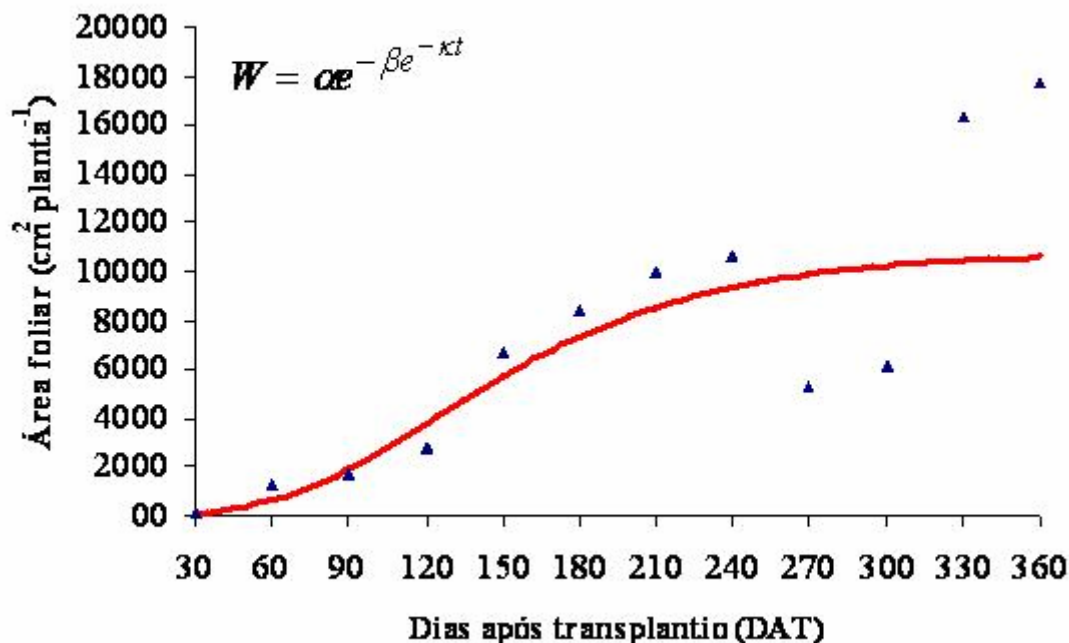 20000
18000
16000
14000
12000
10000
8000
6000
4000
2000
00
Área foliar (cm² planta⁻¹)
W = αe^{-βe^{-κt}}
30 60 90 120 150 180 210 240 270 300 330 360
Dias após transplantio (DAT)